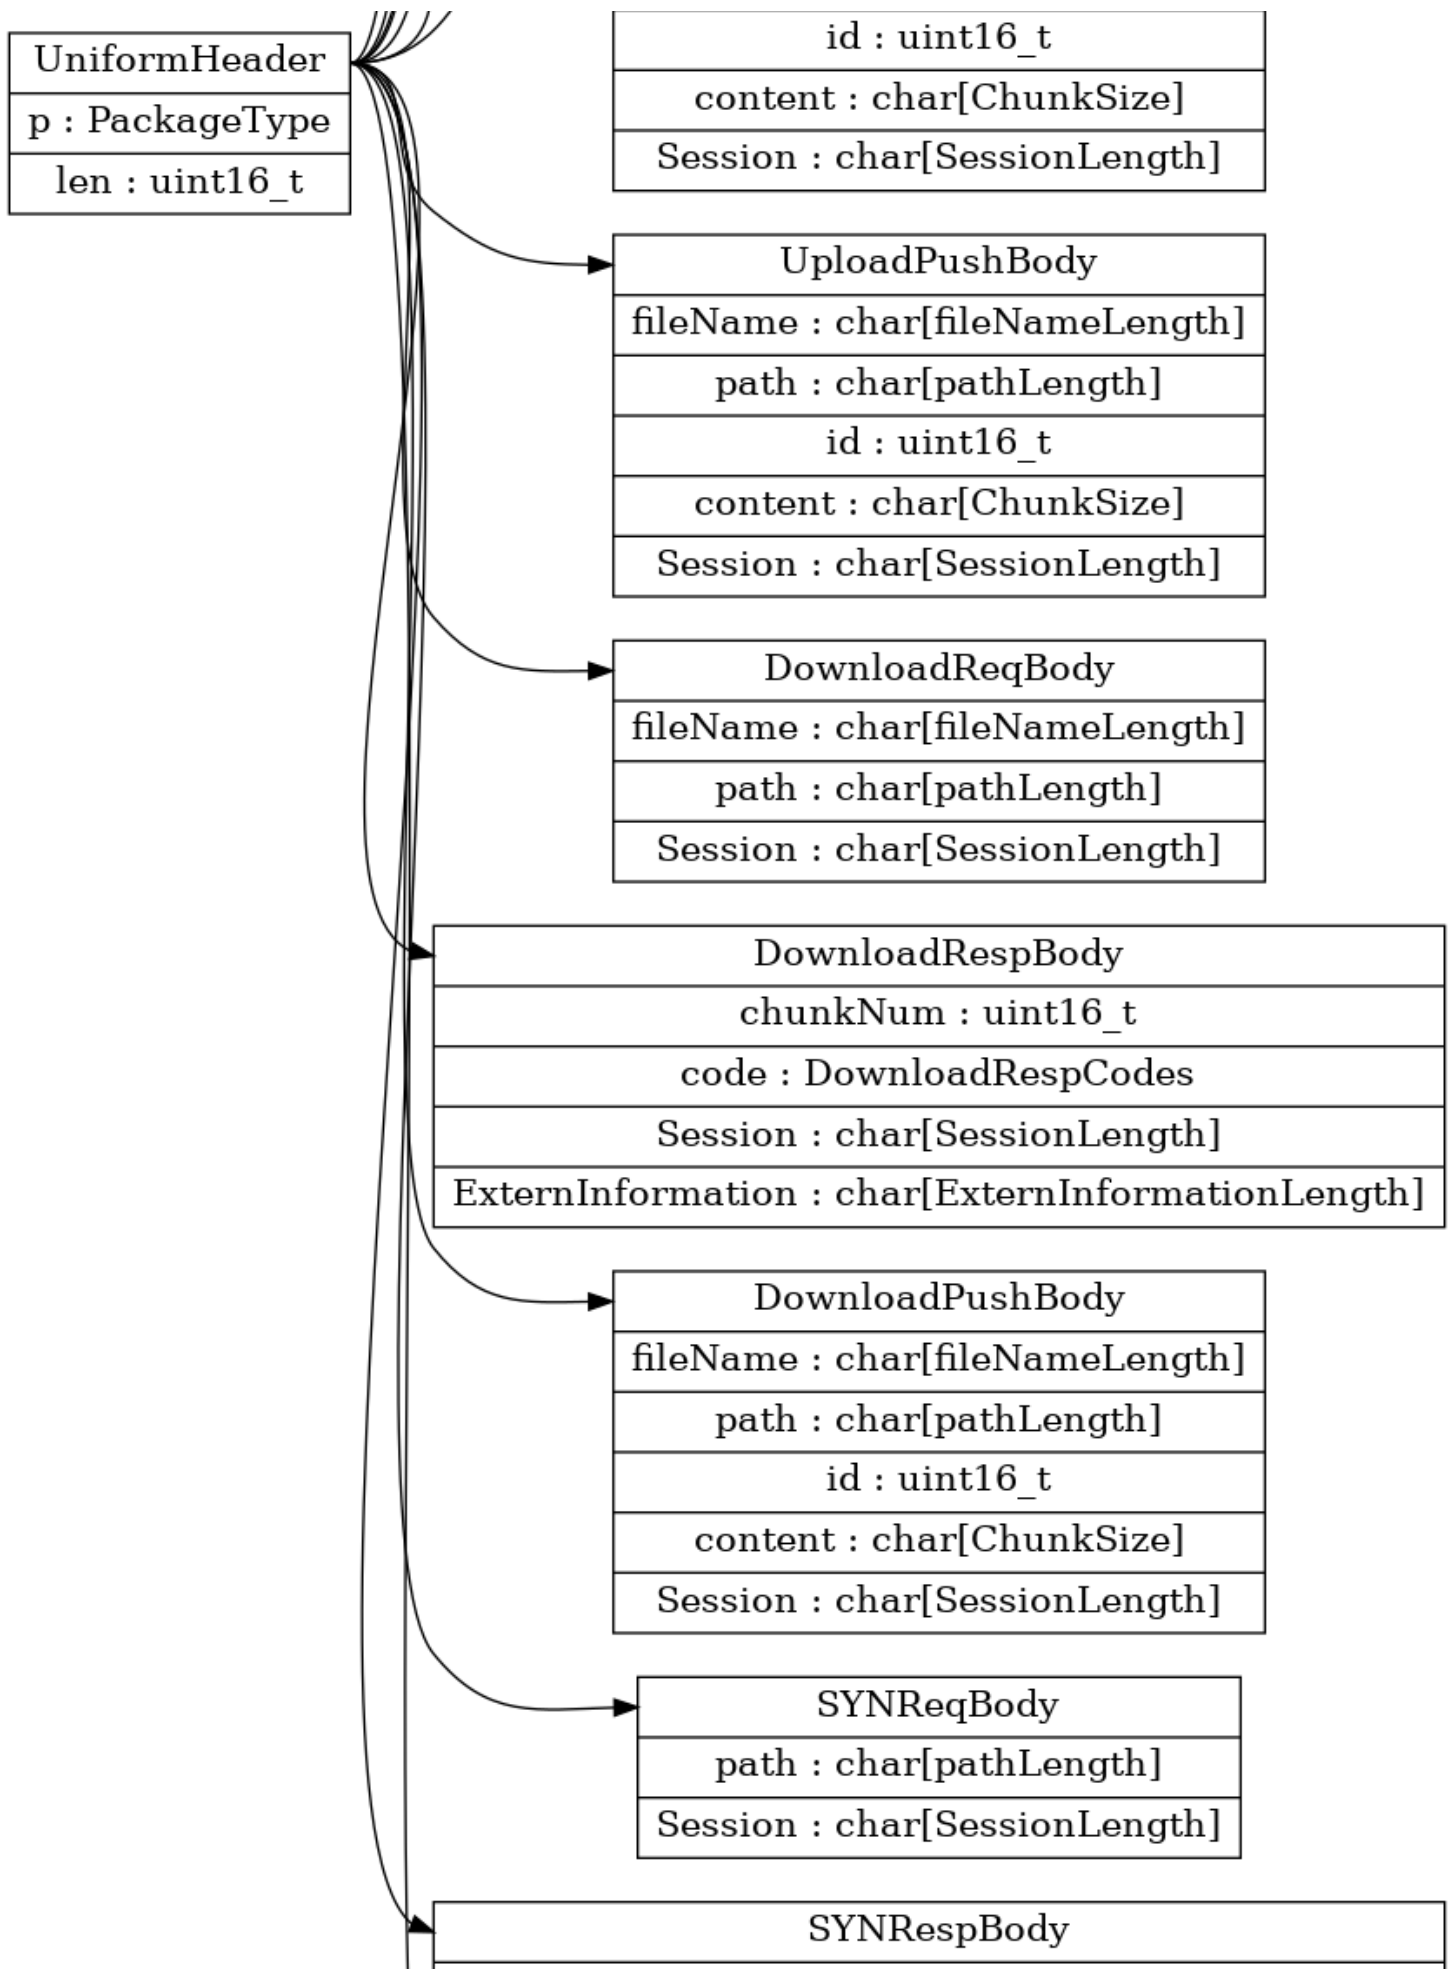 UniformHeader
p : PackageType
len : uint16_t
id : uint16_t
content : char[ChunkSize]
Session : char[SessionLength]
UploadPushBody
fileName : char[fileNameLength]
path : char[pathLength]
id : uint16_t
content : char[ChunkSize]
Session : char[SessionLength]
DownloadReqBody
fileName : char[fileNameLength]
path : char[pathLength]
Session : char[SessionLength]
DownloadRespBody
chunkNum : uint16_t
code : DownloadRespCodes
Session : char[SessionLength]
ExternInformation : char[ExternInformationLength]
DownloadPushBody
fileName : char[fileNameLength]
path : char[pathLength]
id : uint16_t
content : char[ChunkSize]
Session : char[SessionLength]
SYNReqBody
path : char[pathLength]
Session : char[SessionLength]
SYNRespBody